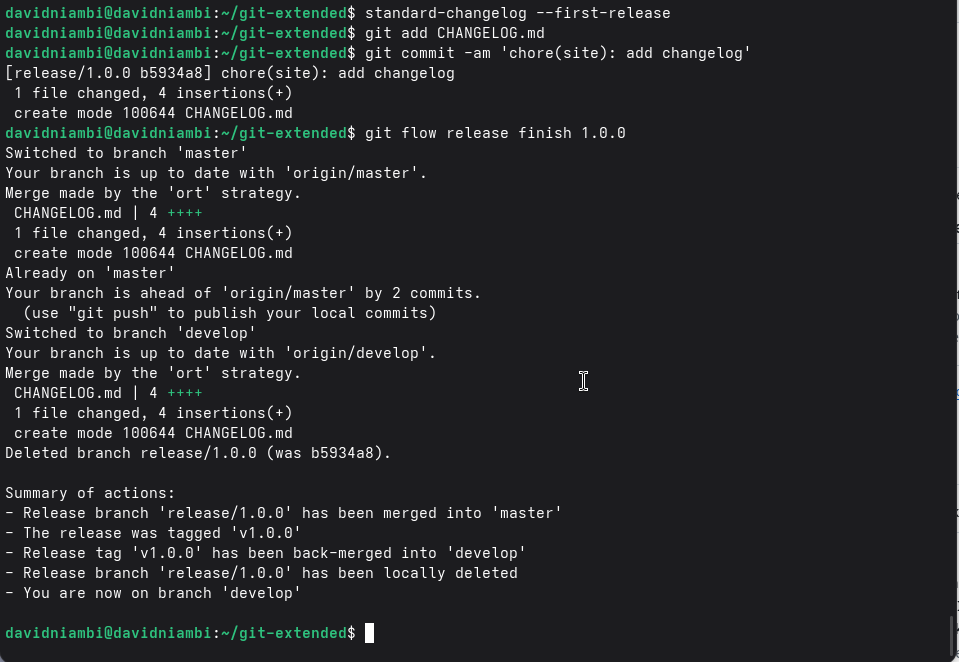 davidniambi@davidniambi:~/git-extended$ standard-changelog --first-release
davidniambi@davidniambi:~/git-extended$ git add CHANGELOG.md
davidniambi@davidniambi:~/git-extended$ git commit -am 'chore(site): add changelog'
[release/1.0.0 b5934a8] chore(site): add changelog
 1 file changed, 4 insertions(+)
 create mode 100644 CHANGELOG.md
davidniambi@davidniambi:~/git-extended$ git flow release finish 1.0.0
Switched to branch 'master'
Your branch is up to date with 'origin/master'.
Merge made by the 'ort' strategy.
 CHANGELOG.md | 4 ++++
 1 file changed, 4 insertions(+)
 create mode 100644 CHANGELOG.md
Already on 'master'
Your branch is ahead of 'origin/master' by 2 commits.
  (use "git push" to publish your local commits)
Switched to branch 'develop'
Your branch is up to date with 'origin/develop'.
Merge made by the 'ort' strategy.
 CHANGELOG.md | 4 ++++
 1 file changed, 4 insertions(+)
 create mode 100644 CHANGELOG.md
Deleted branch release/1.0.0 (was b5934a8).
Summary of actions:
- Release branch 'release/1.0.0' has been merged into 'master'
- The release was tagged 'v1.0.0'
- Release tag 'v1.0.0' has been back-merged into 'develop'
- Release branch 'release/1.0.0' has been locally deleted
- You are now on branch 'develop'
davidniambi@davidniambi:~/git-extended$